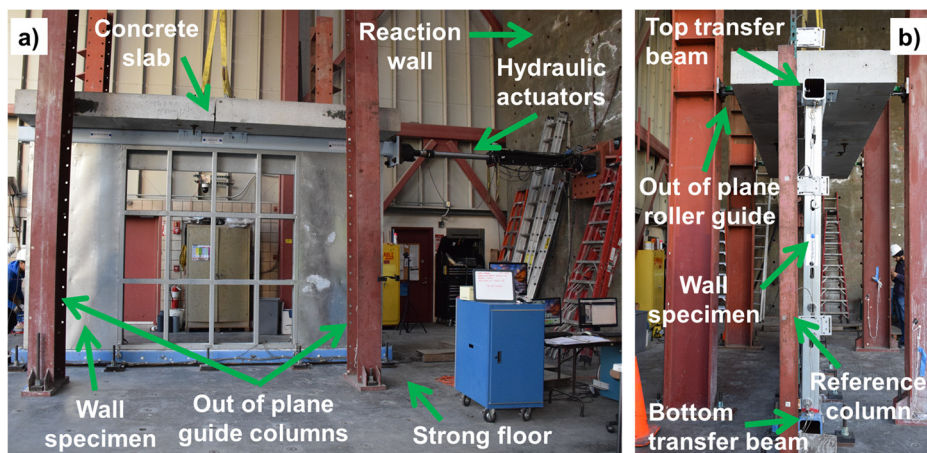 a)
Concrete
slab
Reaction
wall
Hydraulic
actuators
Wall
specimen
Out of plane
guide columns
Strong floor
b)
Top transfer
beam
Out of plane
roller guide
Wall
specimen
Reference
column
Bottom
transfer beam